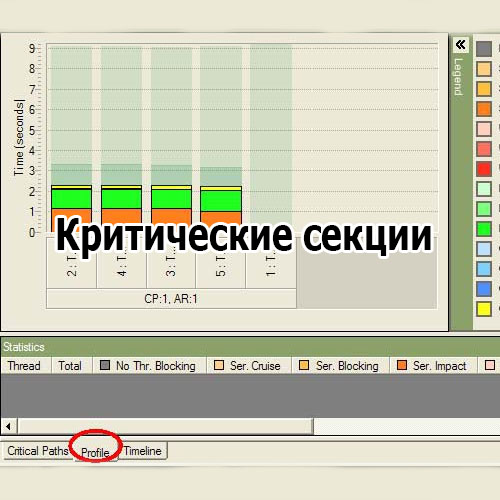 9
8
7
6
5
4
3
2
1
0
Time (seconds)
Legend
Критические секции
2 : T...
4 : T...
3 : T...
5 : T...
1 : T...
CP:1, AR:1
Statistics
Thread Total No Thr. Blocking Ser. Cruise Ser. Blocking Ser. Impact
Critical Paths Profile Timeline